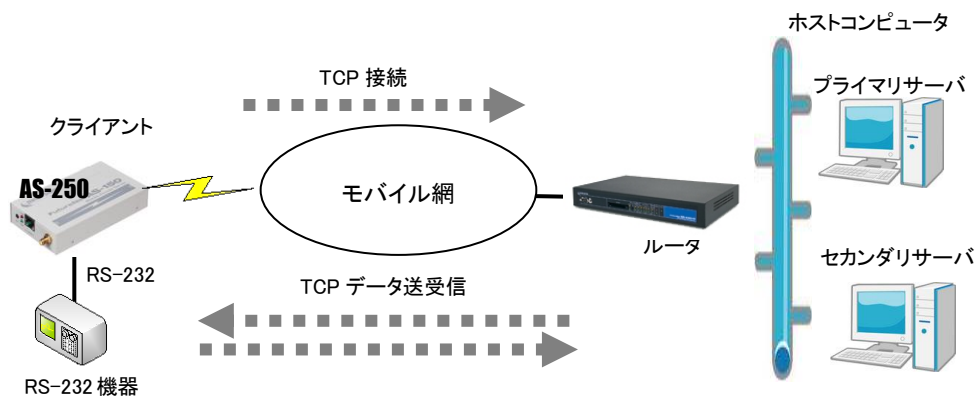 ホストコンピュータ
TCP 接続
プライマリサーバ
クライアント
AS-250
モバイル網
ルータ
セカンダリサーバ
RS-232
TCP データ送受信
RS-232 機器